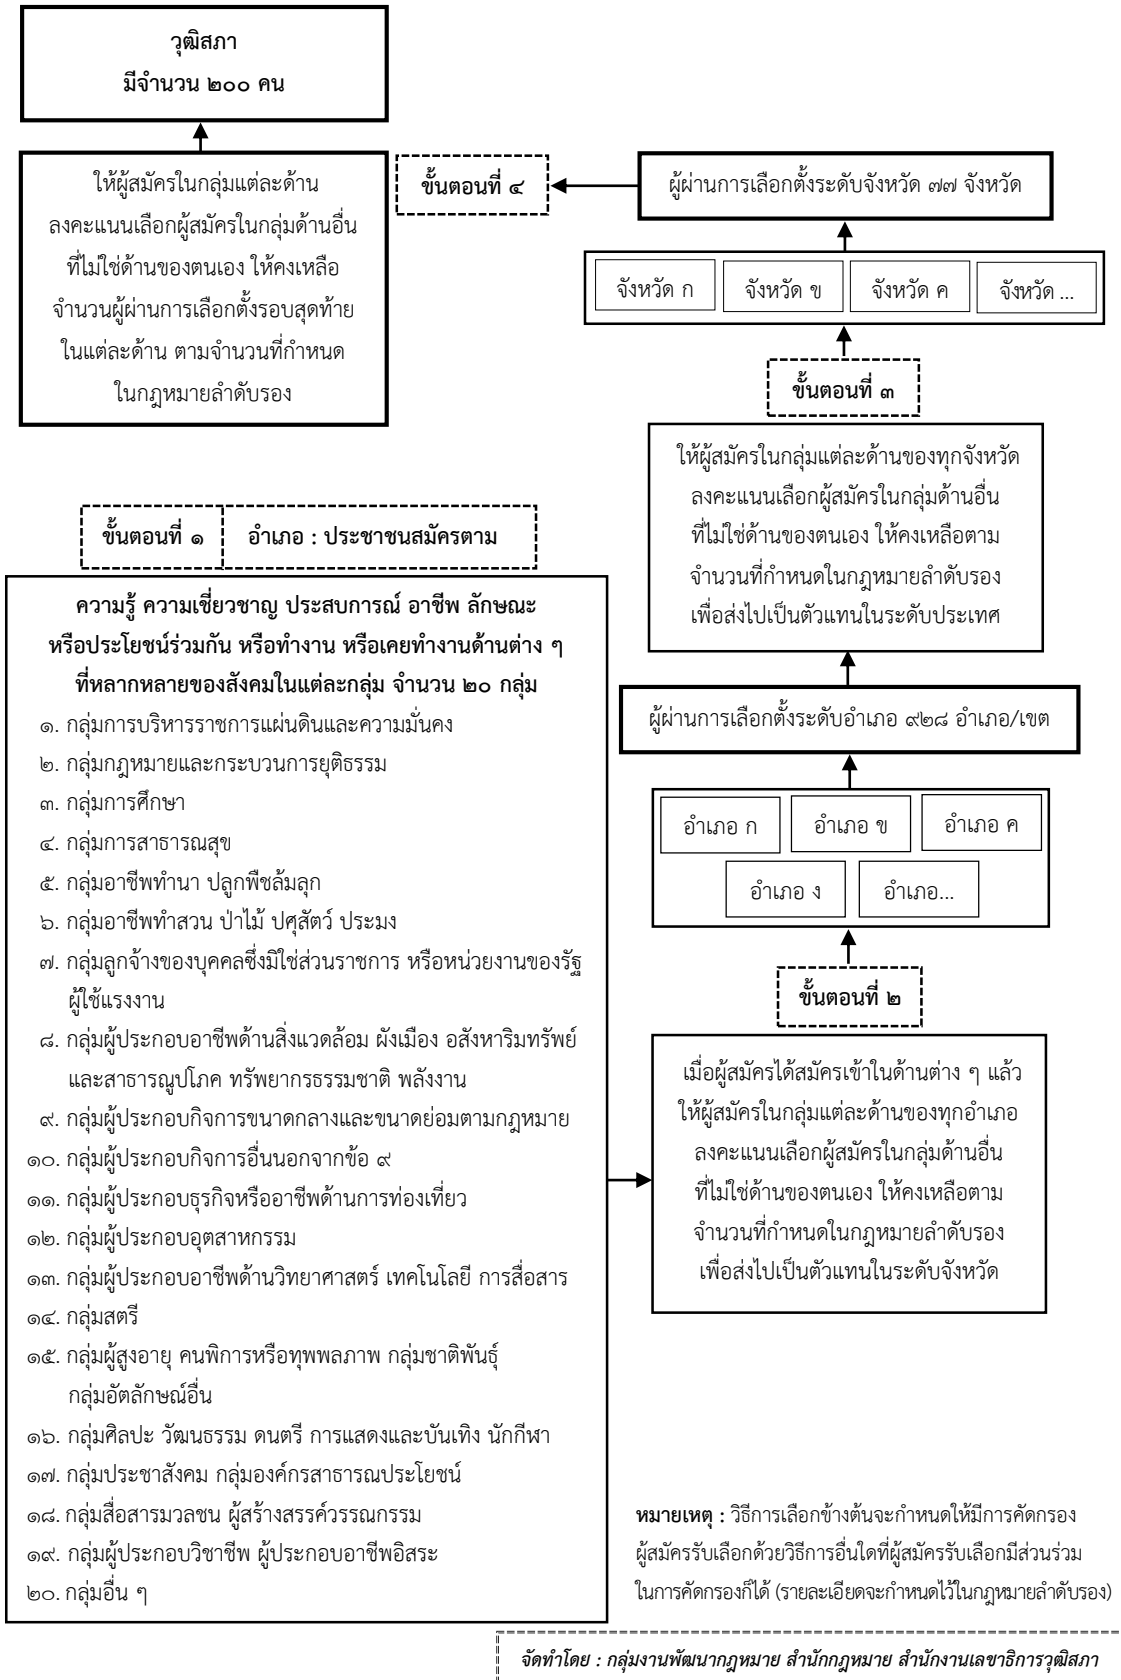 วุฒิสภา
มีจำนวน ๒๐๐ คน
ให้ผู้สมัครในกลุ่มแต่ละด้าน
ลงคะแนนเลือกผู้สมัครในกลุ่มด้านอื่น
ที่ไม่ใช่ด้านของตนเอง ให้คงเหลือ
จำนวนผู้ผ่านการเลือกตั้งรอบสุดท้าย
ในแต่ละด้าน ตามจำนวนที่กำหนด
ในกฎหมายลำดับรอง
ขั้นตอนที่ ๔
ผู้ผ่านการเลือกตั้งระดับจังหวัด ๗๗ จังหวัด
จังหวัด ก
จังหวัด ข
จังหวัด ค
จังหวัด ...
ขั้นตอนที่ ๓
ให้ผู้สมัครในกลุ่มแต่ละด้านของทุกจังหวัด
ลงคะแนนเลือกผู้สมัครในกลุ่มด้านอื่น
ที่ไม่ใช่ด้านของตนเอง ให้คงเหลือตาม
จำนวนที่กำหนดในกฎหมายลำดับรอง
เพื่อส่งไปเป็นตัวแทนในระดับประเทศ
ผู้ผ่านการเลือกตั้งระดับอำเภอ ๙๒๘ อำเภอ/เขต
อำเภอ ก
อำเภอ ข
อำเภอ ค
อำเภอ ง
อำเภอ...
ขั้นตอนที่ ๒
เมื่อผู้สมัครได้สมัครเข้าในด้านต่าง ๆ แล้ว
ให้ผู้สมัครในกลุ่มแต่ละด้านของทุกอำเภอ
ลงคะแนนเลือกผู้สมัครในกลุ่มด้านอื่น
ที่ไม่ใช่ด้านของตนเอง ให้คงเหลือตาม
จำนวนที่กำหนดในกฎหมายลำดับรอง
เพื่อส่งไปเป็นตัวแทนในระดับจังหวัด
ขั้นตอนที่ ๑ อำเภอ : ประชาชนสมัครตาม
ความรู้ ความเชี่ยวชาญ ประสบการณ์ อาชีพ ลักษณะ
หรือประโยชน์ร่วมกัน หรือทำงาน หรือเคยทำงานด้านต่าง ๆ
ที่หลากหลายของสังคมในแต่ละกลุ่ม จำนวน ๒๐ กลุ่ม
๑. กลุ่มการบริหารราชการแผ่นดินและความมั่นคง
๒. กลุ่มกฎหมายและกระบวนการยุติธรรม
๓. กลุ่มการศึกษา
๔. กลุ่มการสาธารณสุข
๕. กลุ่มอาชีพทำนา ปลูกพืชล้มลุก
๖. กลุ่มอาชีพทำสวน ป่าไม้ ปศุสัตว์ ประมง
๗. กลุ่มลูกจ้างของบุคคลซึ่งมิใช่ส่วนราชการ หรือหน่วยงานของรัฐ
ผู้ใช้แรงงาน
๘. กลุ่มผู้ประกอบอาชีพด้านสิ่งแวดล้อม ผังเมือง อสังหาริมทรัพย์
และสาธารณูปโภค ทรัพยากรธรรมชาติ พลังงาน
๙. กลุ่มผู้ประกอบกิจการขนาดกลางและขนาดย่อมตามกฎหมาย
๑๐. กลุ่มผู้ประกอบกิจการอื่นนอกจากข้อ ๙
๑๑. กลุ่มผู้ประกอบธุรกิจหรืออาชีพด้านการท่องเที่ยว
๑๒. กลุ่มผู้ประกอบอุตสาหกรรม
๑๓. กลุ่มผู้ประกอบอาชีพด้านวิทยาศาสตร์ เทคโนโลยี การสื่อสาร
๑๔. กลุ่มสตรี
๑๕. กลุ่มผู้สูงอายุ คนพิการหรือทุพพลภาพ กลุ่มชาติพันธุ์
กลุ่มอัตลักษณ์อื่น
๑๖. กลุ่มศิลปะ วัฒนธรรม ดนตรี การแสดงและบันเทิง นักกีฬา
๑๗. กลุ่มประชาสังคม กลุ่มองค์กรสาธารณประโยชน์
๑๘. กลุ่มสื่อสารมวลชน ผู้สร้างสรรค์วรรณกรรม
๑๙. กลุ่มผู้ประกอบวิชาชีพ ผู้ประกอบอาชีพอิสระ
๒๐. กลุ่มอื่น ๆ
หมายเหตุ : วิธีการเลือกข้างต้นจะกำหนดให้มีการคัดกรอง
ผู้สมัครรับเลือกด้วยวิธีการอื่นใดที่ผู้สมัครรับเลือกมีส่วนร่วม
ในการคัดกรองก็ได้ (รายละเอียดจะกำหนดไว้ในกฎหมายลำดับรอง)
จัดทำโดย : กลุ่มงานพัฒนากฎหมาย สำนักกฎหมาย สำนักงานเลขาธิการวุฒิสภา